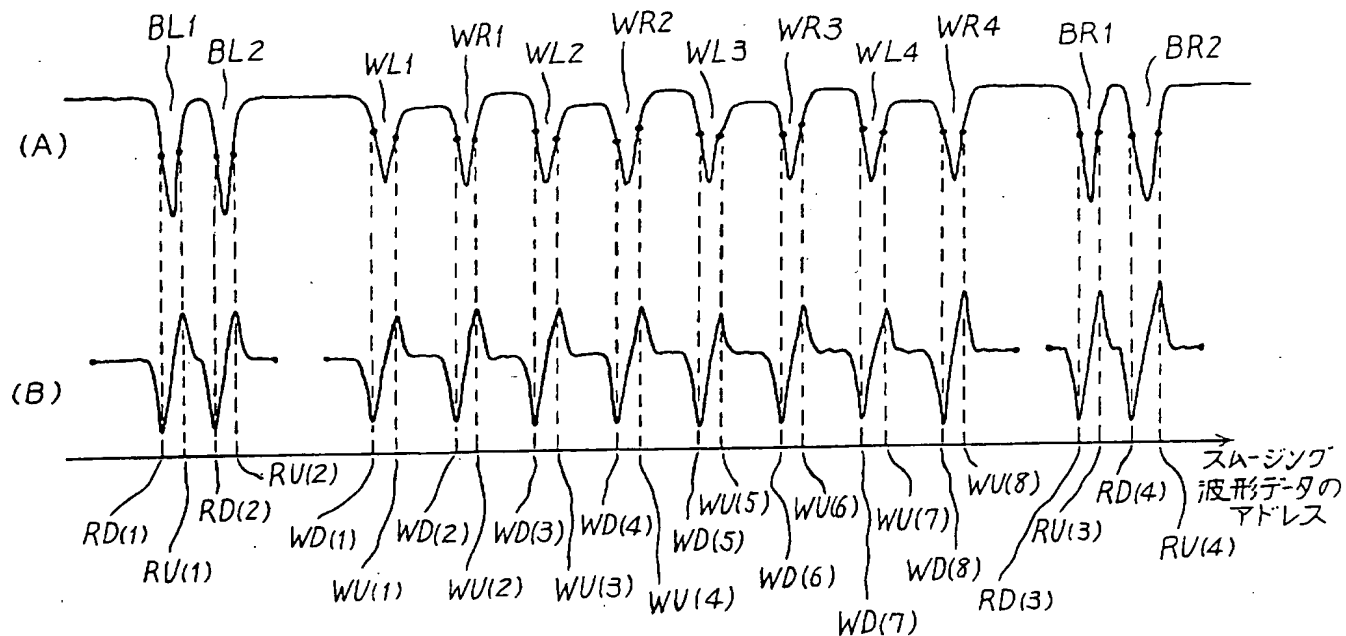 BL1
BL2
WL1
WR1
WL2
WR2
WL3
WR3
WL4
WR4
BR1
BR2
(A)
(B)
RD(1)
RU(1)
RD(2)
RU(2)
WD(1)
WU(1)
WD(2)
WU(2)
WD(3)
WU(3)
WD(4)
WU(4)
WD(5)
WU(5)
WD(6)
WU(6)
WD(7)
WU(7)
WD(8)
WU(8)
RD(3)
RU(3)
RD(4)
RU(4)
スムージング
波形データの
アドレス